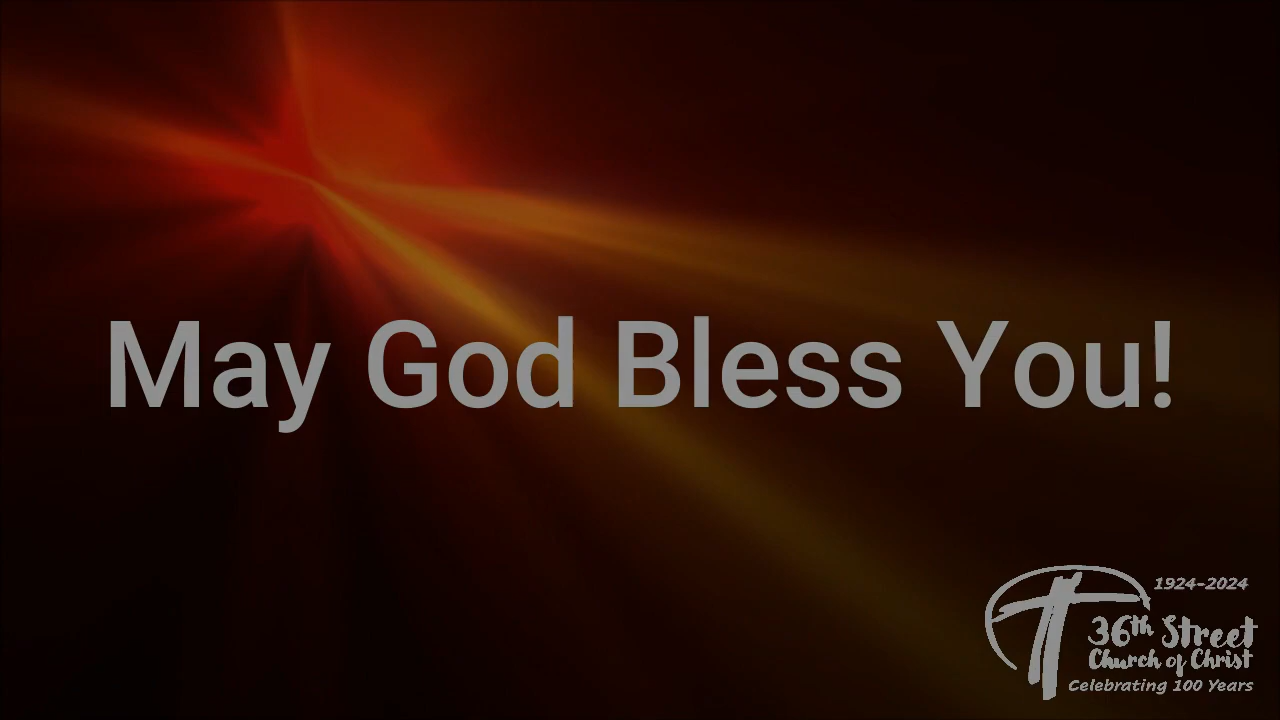 May God Bless You!
1924-2024
36th Street
Church of Christ
Celebrating 100 Years